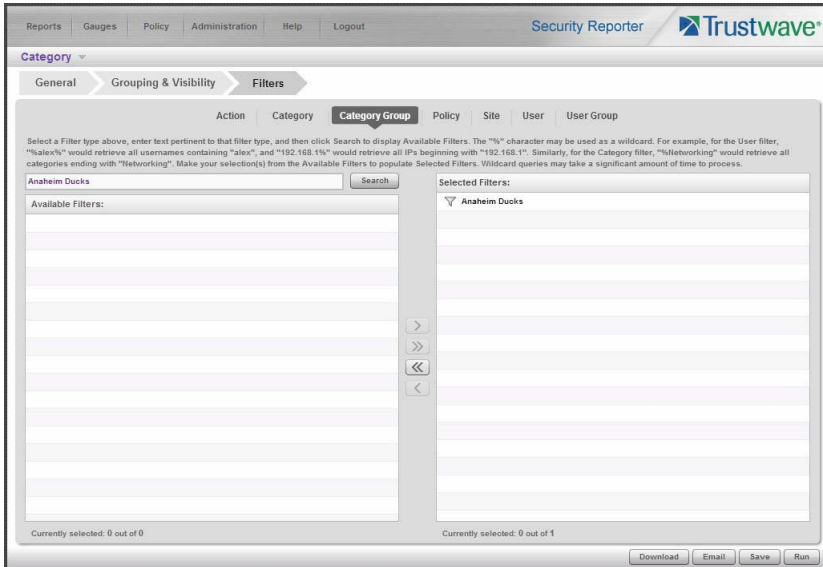 Reports Gauges Policy Administration Help Logout
Security Reporter Trustwave®
Category
General Grouping & Visibility Filters
Action Category Category Group Policy Site User User Group
Select a Filter type above, enter text pertinent to that filter type, and then click Search to display Available Filters. The "%" character may be used as a wildcard. For example, for the User filter,
"%alex%" would retrieve all usernames containing "alex", and "192.168.1%" would retrieve all IPs beginning with "192.168.1". Similarly, for the Category filter, "%Networking" would retrieve all
categories ending with "Networking". Make your selection(s) from the Available Filters to populate Selected Filters. Wildcard queries may take a significant amount of time to process.
Anaheim Ducks Search
Selected Filters:
Available Filters:
Anaheim Ducks
Currently selected: 0 out of 0
Currently selected: 0 out of 1
Download Email Save Run